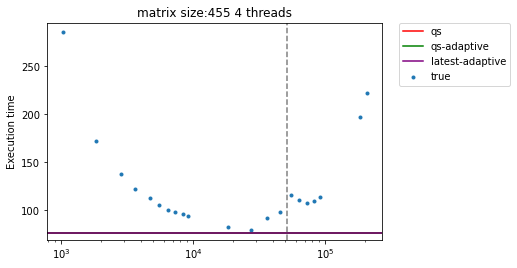 matrix size:455 4 threads
qs
qs-adaptive
latest-adaptive
true
Execution time
250
200
150
100
10³
10⁴
10⁵